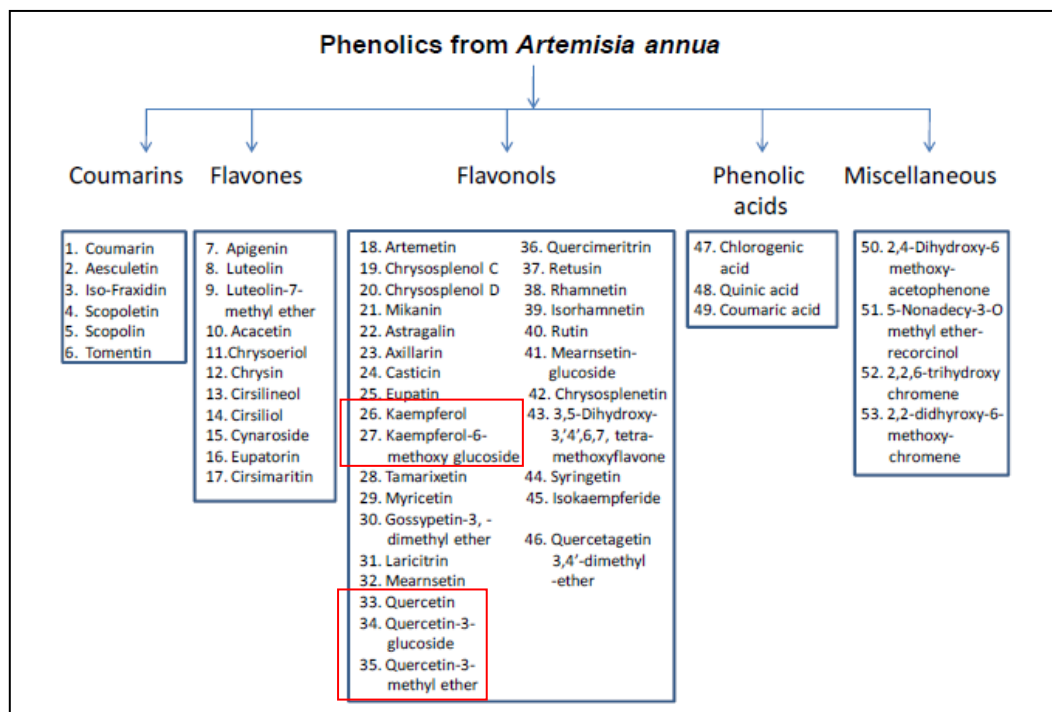 Phenolics from Artemisia annua
Coumarins
Flavones
Flavonols
Phenolic
acids
Miscellaneous
1. Coumarin
2. Aesculetin
3. Iso-Fraxidin
4. Scopoletin
5. Scopolin
6. Tomentin
7. Apigenin
8. Luteolin
9. Luteolin-7-
methyl ether
10. Acacetin
11.Chrysoeriol
12. Chrysin
13. Cirsilineol
14. Cirsiliol
15. Cynaroside
16. Eupatorin
17. Cirsimaritin
18. Artemetin
19. Chrysosplenol C
20. Chrysosplenol D
21. Mikanin
22. Astragalin
23. Axillarin
24. Casticin
25. Eupatin
26. Kaempferol
27. Kaempferol-6-
methoxy glucoside
28. Tamarixetin
29. Myricetin
30. Gossypetin-3, -
dimethyl ether
31. Laricitrin
32. Mearnsetin
33. Quercetin
34. Quercetin-3-
glucoside
35. Quercetin-3-
methyl ether
36. Quercimeritrin
37. Retusin
38. Rhamnetin
39. Isorhamnetin
40. Rutin
41. Mearnsetin-
glucoside
42. Chrysosplenetin
43. 3,5-Dihydroxy-
3,'4',6,7, tetra-
methoxyflavone
44. Syringetin
45. Isokaempferide
46. Quercetagetin
3,4'-dimethyl
-ether
47. Chlorogenic
acid
48. Quinic acid
49. Coumaric acid
50. 2,4-Dihydroxy-6
methoxy-
acetophenone
51. 5-Nonadecy-3-O
methyl ether-
recorcinol
52. 2,2,6-trihydroxy
chromene
53. 2,2-didhyroxy-6-
methoxy-
chromene